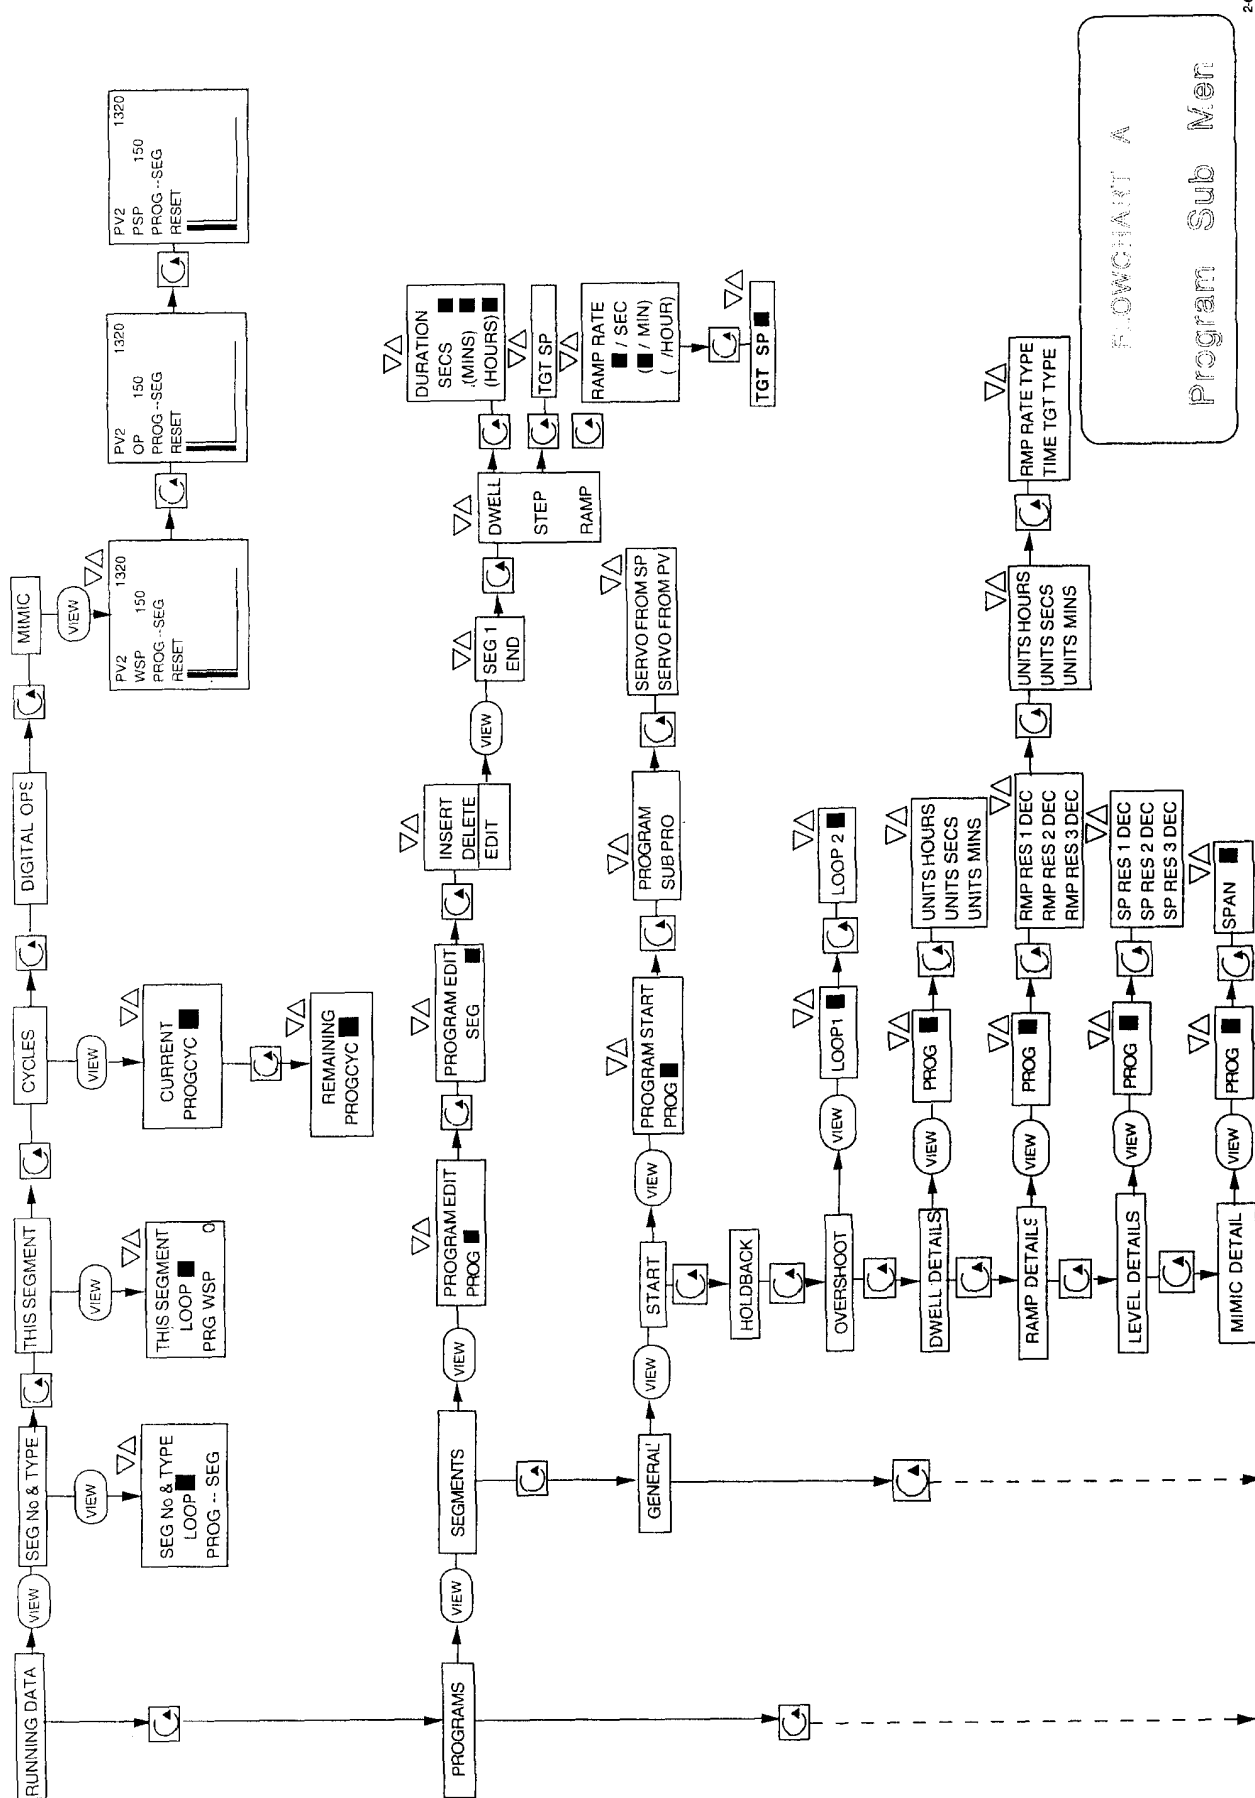 RUNNING DATA
VIEW
SEG No & TYPE
THIS SEGMENT
CYCLES
DIGITAL OPS
MIMIC
VIEW
SEG No & TYPE
LOOP
PROG -- SEG
VIEW
THIS SEGMENT
LOOP
PRG WSP 0
VIEW
CURRENT
PROGCYC
REMAINING
PROGCYC
VIEW
PV2 1320
WSP 150
PROG --SEG
RESET
PV2 1320
OP 150
PROG --SEG
RESET
PV2 1320
PSP 150
PROG --SEG
RESET
PROGRAMS
VIEW
SEGMENTS
VIEW
PROGRAM EDIT
PROG
PROGRAM EDIT
SEG
INSERT
DELETE
EDIT
VIEW
SEG 1
END
DWELL
STEP
RAMP
DURATION
SECS
(MINS)
(HOURS)
TGT SP
RAMP RATE
/ SEC
( / MIN)
( /HOUR)
TGT SP
GENERAL
VIEW
START
VIEW
PROGRAM START
PROG
PROGRAM
SUB PRO
SERVO FROM SP
SERVO FROM PV
HOLDBACK
OVERSHOOT
VIEW
LOOP1
LOOP 2
DWELL DETAILS
VIEW
PROG
UNITS HOURS
UNITS SECS
UNITS MINS
RAMP DETAILS
VIEW
PROG
RMP RES 1 DEC
RMP RES 2 DEC
RMP RES 3 DEC
UNITS HOURS
UNITS SECS
UNITS MINS
RMP RATE TYPE
TIME TGT TYPE
LEVEL DETAILS
VIEW
PROG
SP RES 1 DEC
SP RES 2 DEC
SP RES 3 DEC
MIMIC DETAIL
VIEW
PROG
SPAN
FLOWCHART A
Program Sub Men